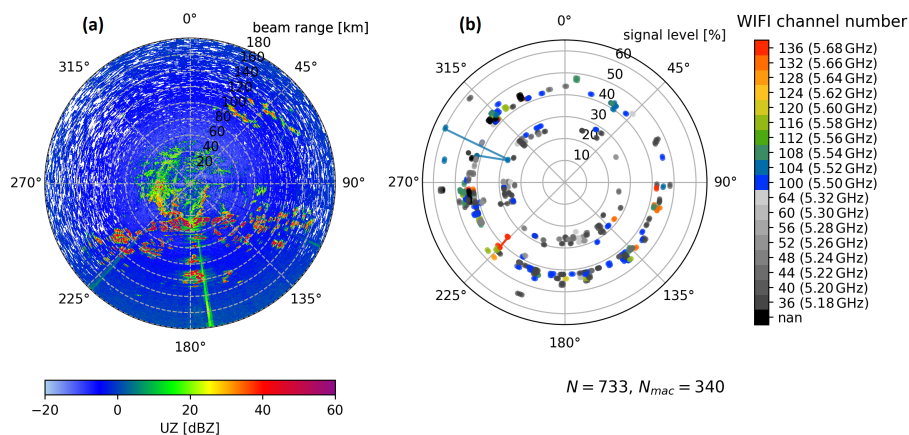 (a)
0°
beam range [km]
180
160
140
120
100
80
60
40
20
45°
90°
135°
180°
225°
270°
315°
−20
0
20
40
60
UZ [dBZ]
(b)
0°
signal level [%]
60
50
40
30
20
10
45°
90°
135°
180°
225°
270°
315°
N = 733, Nmac = 340
WIFI channel number
136 (5.68 GHz)
132 (5.66 GHz)
128 (5.64 GHz)
124 (5.62 GHz)
120 (5.60 GHz)
116 (5.58 GHz)
112 (5.56 GHz)
108 (5.54 GHz)
104 (5.52 GHz)
100 (5.50 GHz)
64 (5.32 GHz)
60 (5.30 GHz)
56 (5.28 GHz)
52 (5.26 GHz)
48 (5.24 GHz)
44 (5.22 GHz)
40 (5.20 GHz)
36 (5.18 GHz)
nan